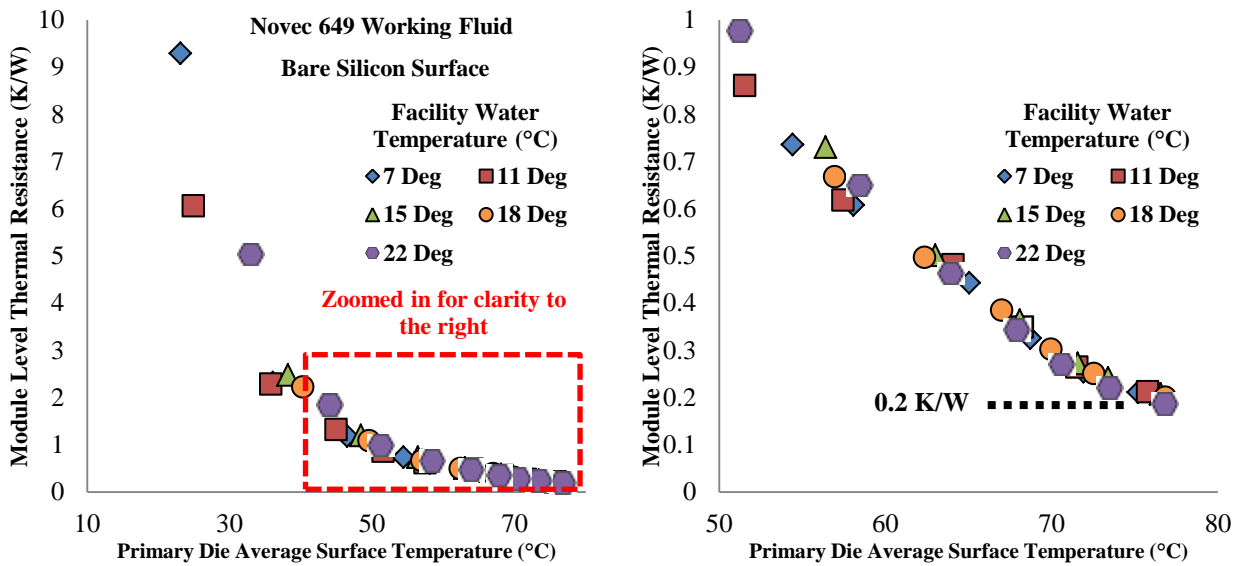 Module Level Thermal Resistance (K/W)
10
9
8
7
6
5
4
3
2
1
0
Novec 649 Working Fluid
Bare Silicon Surface
Facility Water
Temperature (°C)
7 Deg
11 Deg
15 Deg
18 Deg
22 Deg
Zoomed in for clarity to
the right
10
30
50
70
Primary Die Average Surface Temperature (°C)
Module Level Thermal Resistance (K/W)
1
0.9
0.8
0.7
0.6
0.5
0.4
0.3
0.2
0.1
0
Facility Water
Temperature (°C)
7 Deg
11 Deg
15 Deg
18 Deg
22 Deg
0.2 K/W
50
60
70
80
Primary Die Average Surface Temperature (°C)